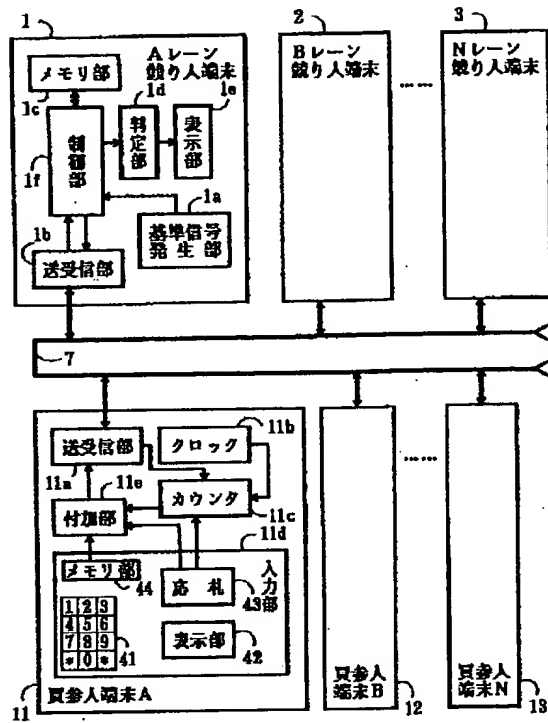 1
2
3
Aレーン
競り人端末
Bレーン
競り人端末
Nレーン
競り人端末
メモリ部
1c
1d
1e
制御部
判定部
表示部
1f
1a
基準信号
発生部
1b
送受信部
……
7
送受信部
クロック
11b
11a
11e
カウンタ
付加部
11c
11d
メモリ部
44
応札
43
入力部
1 2 3
4 5 6
7 8 9
* 0 *
41
表示部
42
11
買参人端末A
買参人
端末B
12
……
買参人
端末N
13